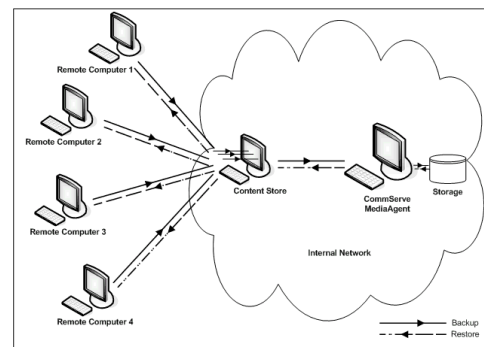 Remote Computer 1
Remote Computer 2
Remote Computer 3
Remote Computer 4
Content Store
CommServe
MediaAgent
Storage
Internal Network
Backup
Restore